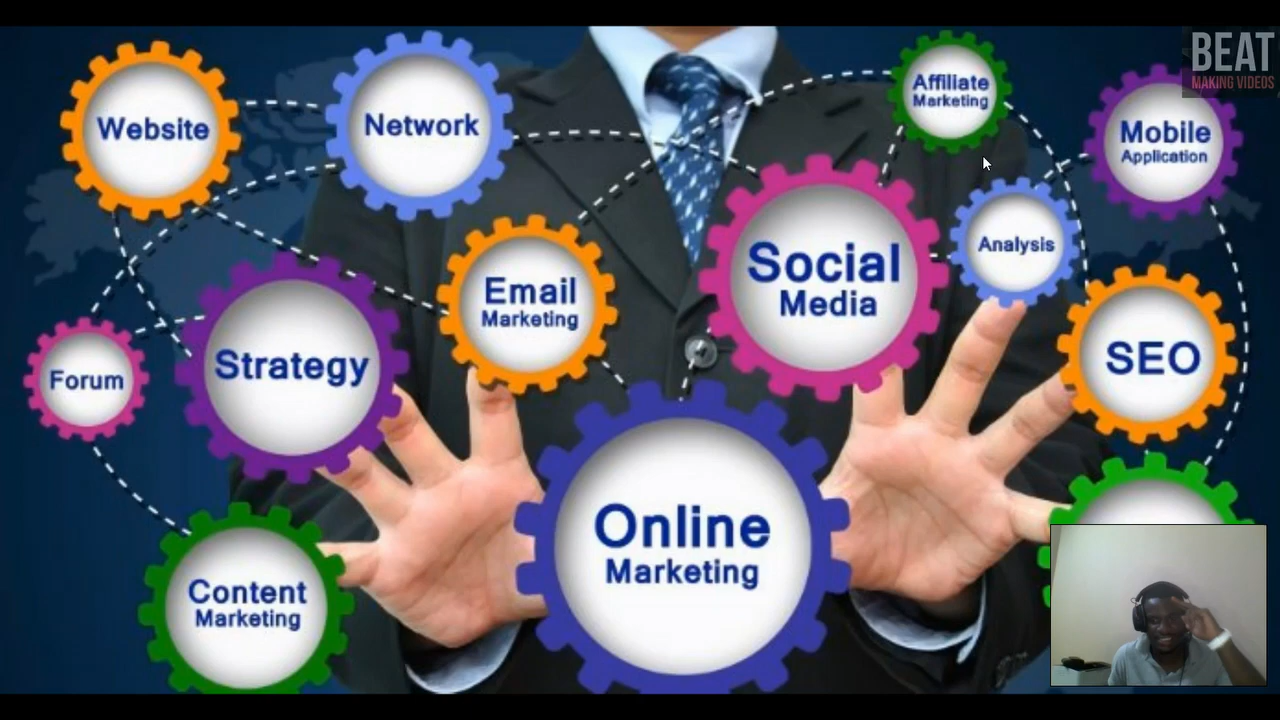 BEAT
MAKING VIDEOS
Website
Network
Affiliate
Marketing
Mobile
Application
Email
Marketing
Social
Media
Analysis
Forum
Strategy
SEO
Online
Marketing
Content
Marketing